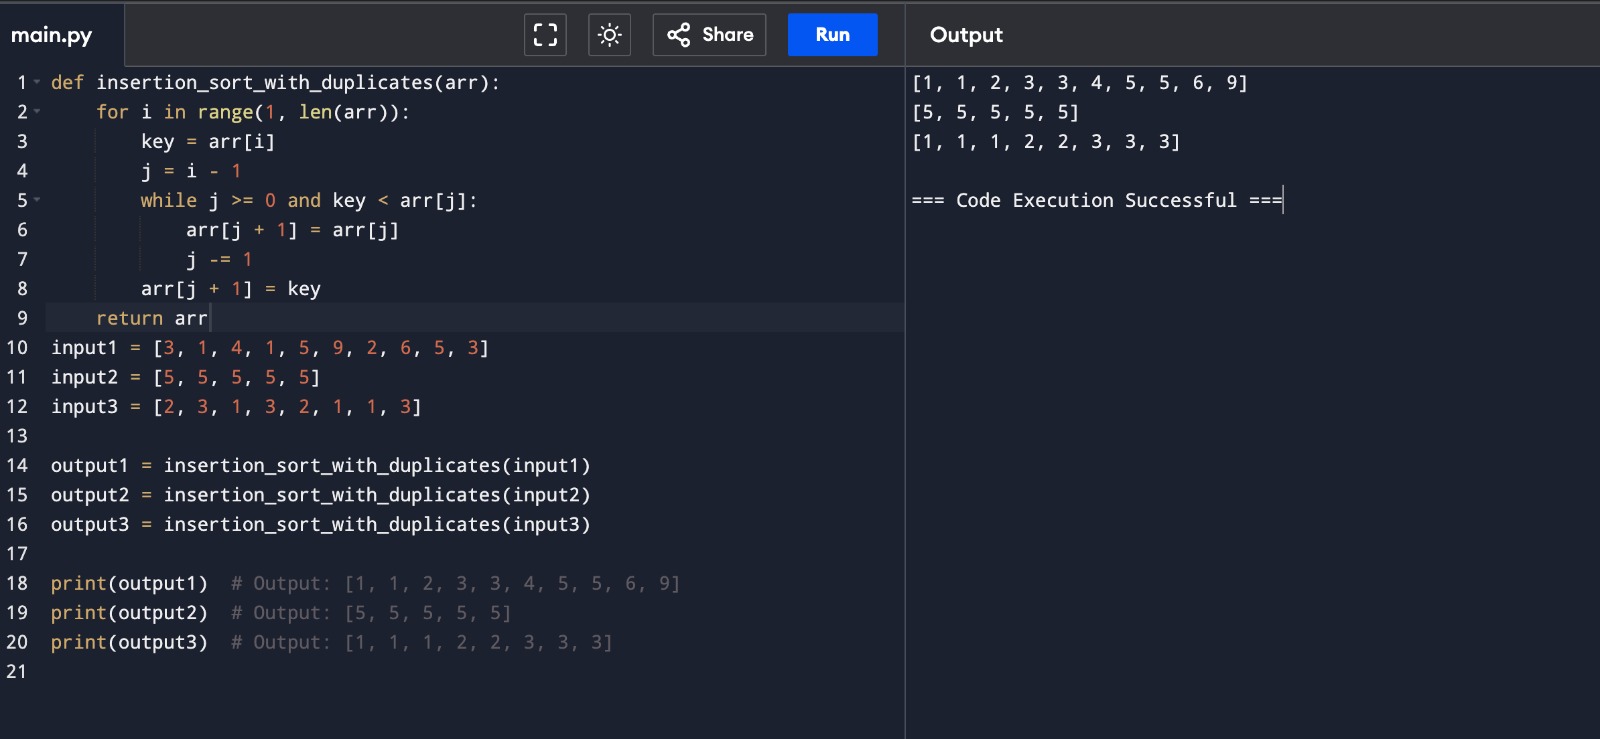 main.py
Share
Run
Output
1 def insertion_sort_with_duplicates(arr):
2     for i in range(1, len(arr)):
3         key = arr[i]
4         j = i - 1
5         while j >= 0 and key < arr[j]:
6             arr[j + 1] = arr[j]
7             j -= 1
8         arr[j + 1] = key
9     return arr
10 input1 = [3, 1, 4, 1, 5, 9, 2, 6, 5, 3]
11 input2 = [5, 5, 5, 5, 5]
12 input3 = [2, 3, 1, 3, 2, 1, 1, 3]
13
14 output1 = insertion_sort_with_duplicates(input1)
15 output2 = insertion_sort_with_duplicates(input2)
16 output3 = insertion_sort_with_duplicates(input3)
17
18 print(output1)  # Output: [1, 1, 2, 3, 3, 4, 5, 5, 6, 9]
19 print(output2)  # Output: [5, 5, 5, 5, 5]
20 print(output3)  # Output: [1, 1, 1, 2, 2, 3, 3, 3]
21
[1, 1, 2, 3, 3, 4, 5, 5, 6, 9]
[5, 5, 5, 5, 5]
[1, 1, 1, 2, 2, 3, 3, 3]
=== Code Execution Successful ===